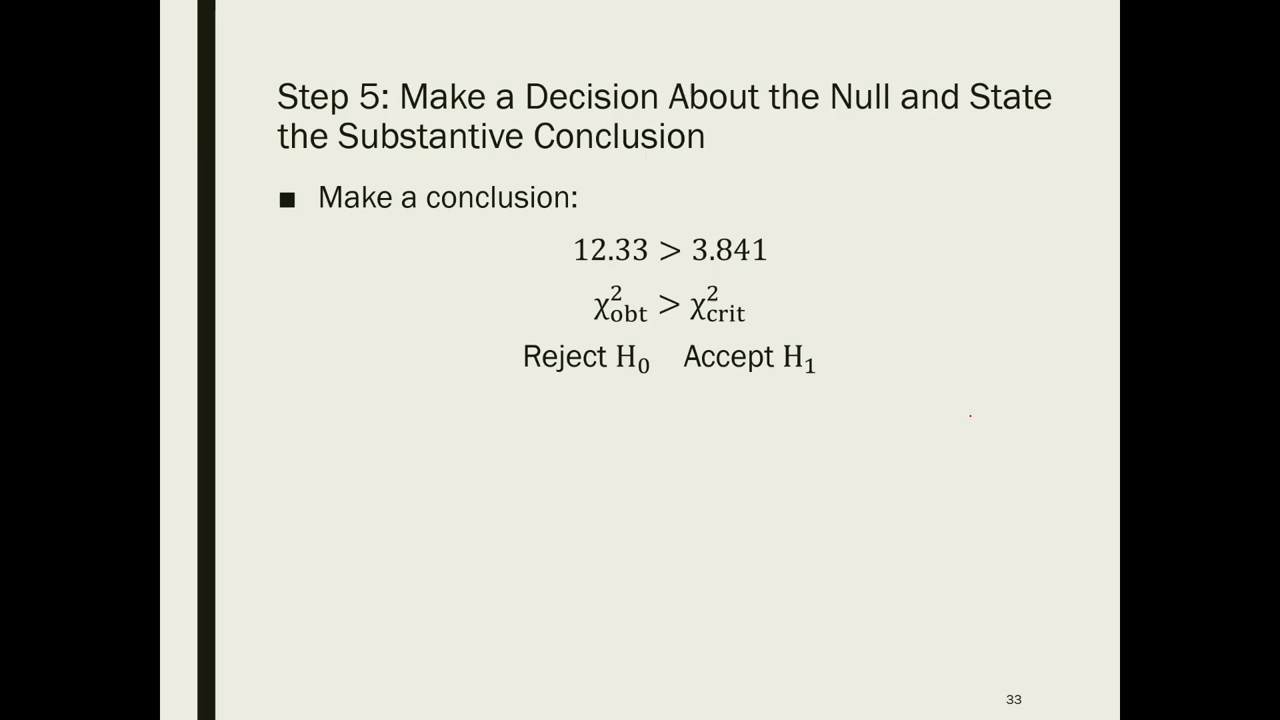 Step 5: Make a Decision About the Null and State
the Substantive Conclusion
■ Make a conclusion:
12.33 > 3.841
χ²obt > χ²crit
Reject H₀ Accept H₁
33